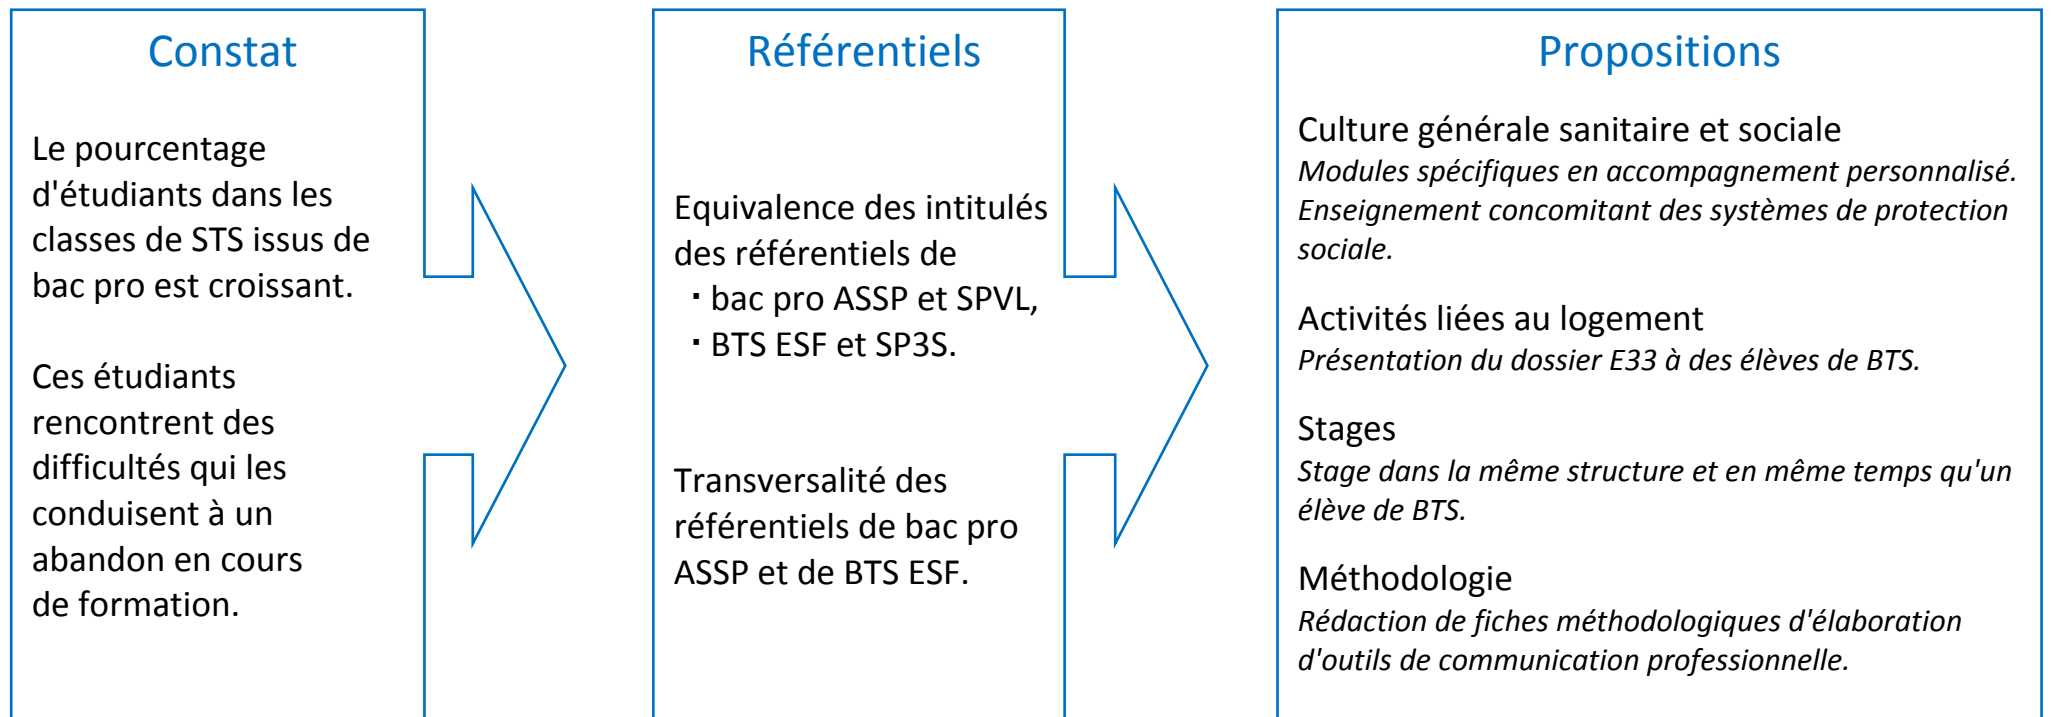 Constat
Le pourcentage
d'étudiants dans les
classes de STS issus de
bac pro est croissant.
Ces étudiants
rencontrent des
difficultés qui les
conduisent à un
abandon en cours
de formation.
Référentiels
Equivalence des intitulés
des référentiels de
· bac pro ASSP et SPVL,
· BTS ESF et SP3S.
Transversalité des
référentiels de bac pro
ASSP et de BTS ESF.
Propositions
Culture générale sanitaire et sociale
Modules spécifiques en accompagnement personnalisé.
Enseignement concomitant des systèmes de protection
sociale.
Activités liées au logement
Présentation du dossier E33 à des élèves de BTS.
Stages
Stage dans la même structure et en même temps qu'un
élève de BTS.
Méthodologie
Rédaction de fiches méthodologiques d'élaboration
d'outils de communication professionnelle.